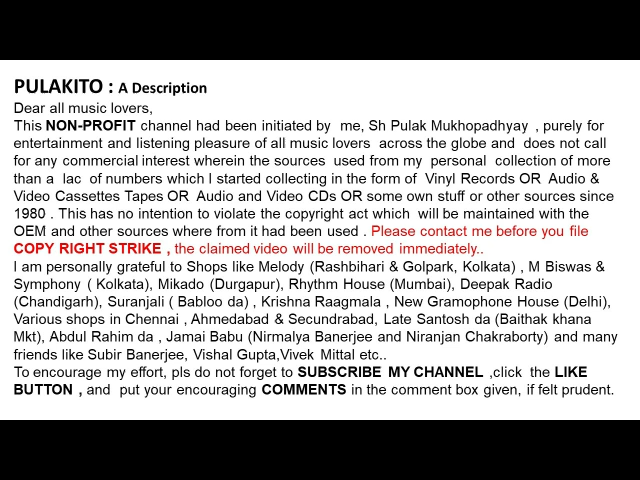 PULAKITO : A Description
Dear all music lovers,
This NON-PROFIT channel had been initiated by me, Sh Pulak Mukhopadhyay , purely for
entertainment and listening pleasure of all music lovers across the globe and does not call
for any commercial interest wherein the sources used from my personal collection of more
than a lac of numbers which I started collecting in the form of Vinyl Records OR Audio &
Video Cassettes Tapes OR Audio and Video CDs OR some own stuff or other sources since
1980 . This has no intention to violate the copyright act which will be maintained with the
OEM and other sources where from it had been used . Please contact me before you file
COPY RIGHT STRIKE , the claimed video will be removed immediately..
I am personally grateful to Shops like Melody (Rashbihari & Golpark, Kolkata) , M Biswas &
Symphony ( Kolkata), Mikado (Durgapur), Rhythm House (Mumbai), Deepak Radio
(Chandigarh), Suranjali ( Babloo da) , Krishna Raagmala , New Gramophone House (Delhi),
Various shops in Chennai , Ahmedabad & Secundrabad, Late Santosh da (Baithak khana
Mkt), Abdul Rahim da , Jamai Babu (Nirmalya Banerjee and Niranjan Chakraborty) and many
friends like Subir Banerjee, Vishal Gupta,Vivek Mittal etc..
To encourage my effort, pls do not forget to SUBSCRIBE MY CHANNEL ,click the LIKE
BUTTON , and put your encouraging COMMENTS in the comment box given, if felt prudent.